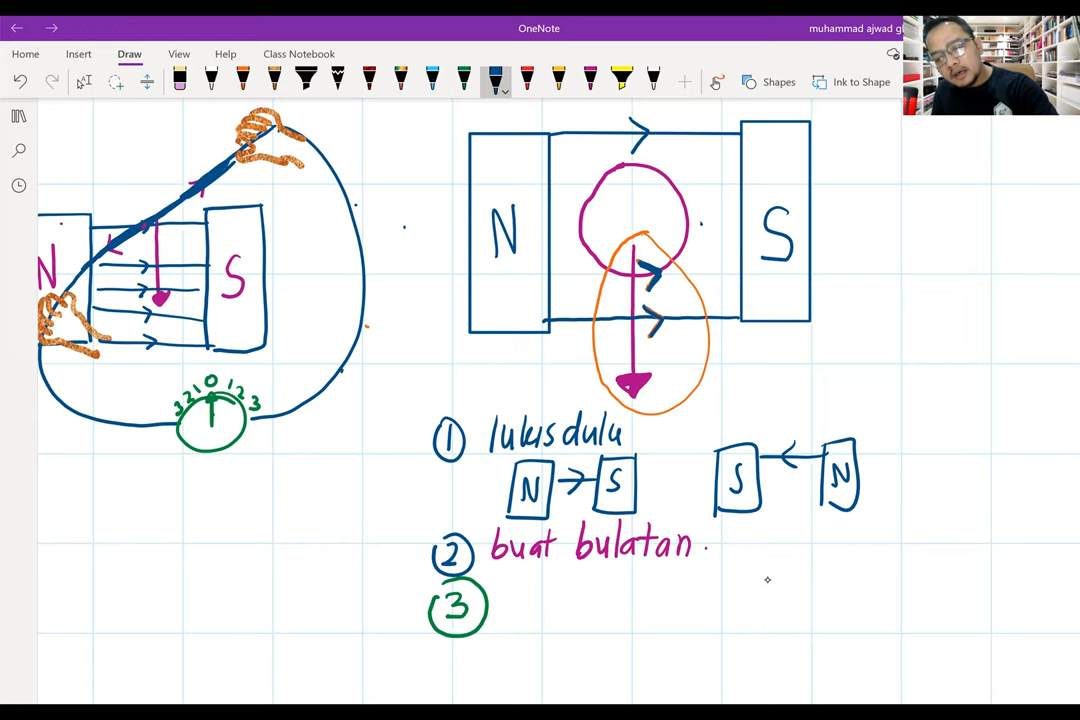 OneNote
muhammad ajwad g
Home Insert Draw View Help Class Notebook
Shapes Ink to Shape
N S
3 2 1 0 1 2 3
N S
1 lukis dulu
N S S N
2 buat bulatan.
3